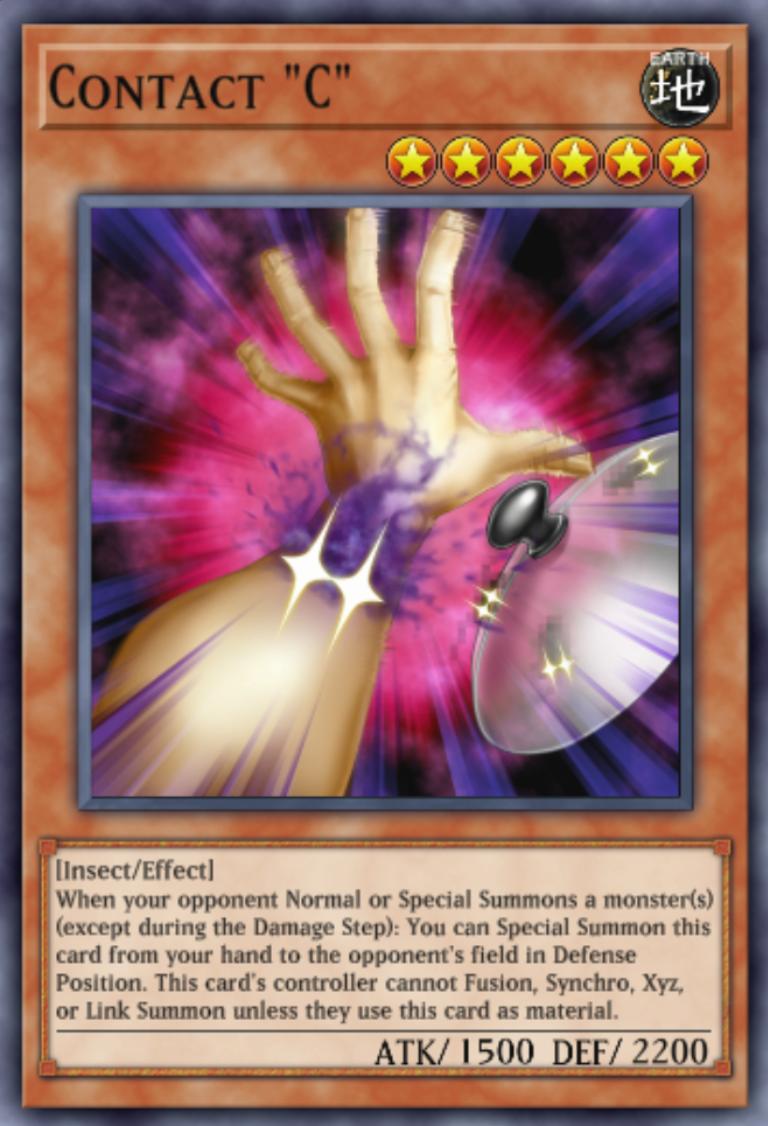 CONTACT "C"
EARTH
地
[Insect/Effect]
When your opponent Normal or Special Summons a monster(s)
(except during the Damage Step): You can Special Summon this
card from your hand to the opponent's field in Defense
Position. This card's controller cannot Fusion, Synchro, Xyz,
or Link Summon unless they use this card as material.
ATK/ 1500 DEF/ 2200